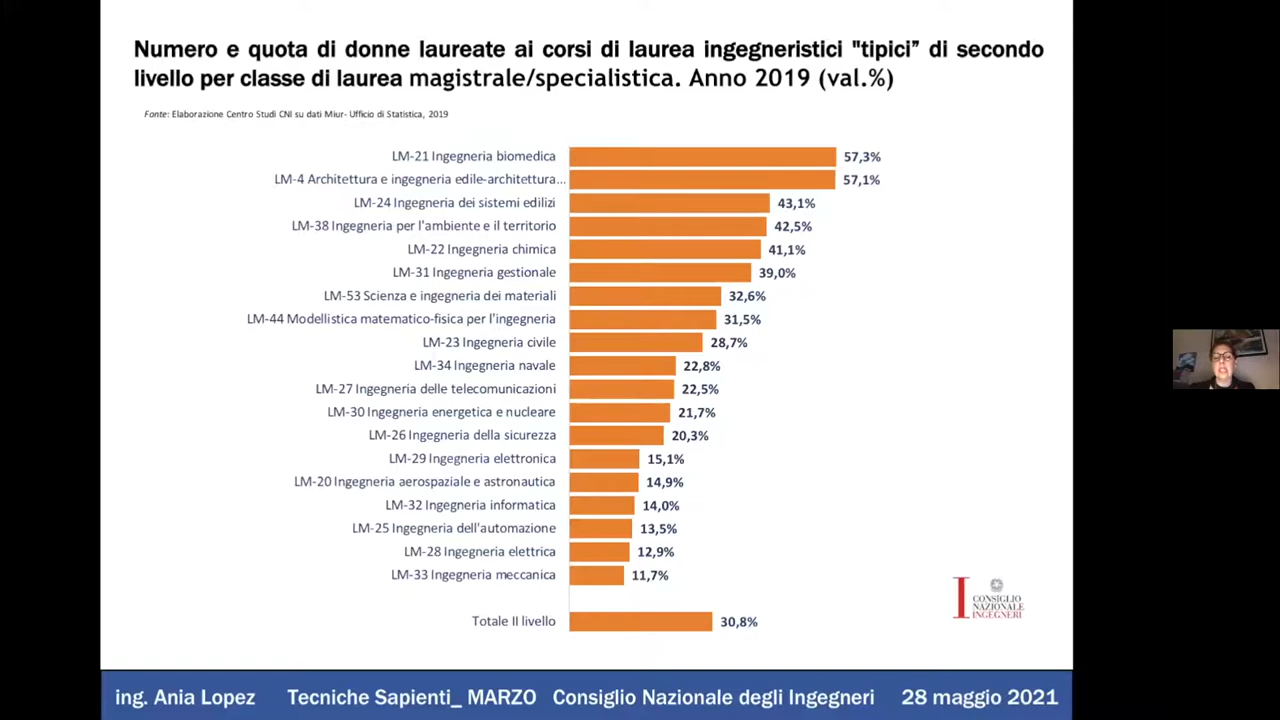 Numero e quota di donne laureate ai corsi di laurea ingegneristici "tipici” di secondo
livello per classe di laurea magistrale/specialistica. Anno 2019 (val.%)
Fonte: Elaborazione Centro Studi CNI su dati Miur- Ufficio di Statistica, 2019
LM-21 Ingegneria biomedica 57,3%
LM-4 Architettura e ingegneria edile-architettura... 57,1%
LM-24 Ingegneria dei sistemi edilizi 43,1%
LM-38 Ingegneria per l'ambiente e il territorio 42,5%
LM-22 Ingegneria chimica 41,1%
LM-31 Ingegneria gestionale 39,0%
LM-53 Scienza e ingegneria dei materiali 32,6%
LM-44 Modellistica matematico-fisica per l'ingegneria 31,5%
LM-23 Ingegneria civile 28,7%
LM-34 Ingegneria navale 22,8%
LM-27 Ingegneria delle telecomunicazioni 22,5%
LM-30 Ingegneria energetica e nucleare 21,7%
LM-26 Ingegneria della sicurezza 20,3%
LM-29 Ingegneria elettronica 15,1%
LM-20 Ingegneria aerospaziale e astronautica 14,9%
LM-32 Ingegneria informatica 14,0%
LM-25 Ingegneria dell'automazione 13,5%
LM-28 Ingegneria elettrica 12,9%
LM-33 Ingegneria meccanica 11,7%
Totale II livello 30,8%
CONSIGLIO
NAZIONALE
INGEGNERI
ing. Ania Lopez Tecniche Sapienti_ MARZO Consiglio Nazionale degli Ingegneri 28 maggio 2021